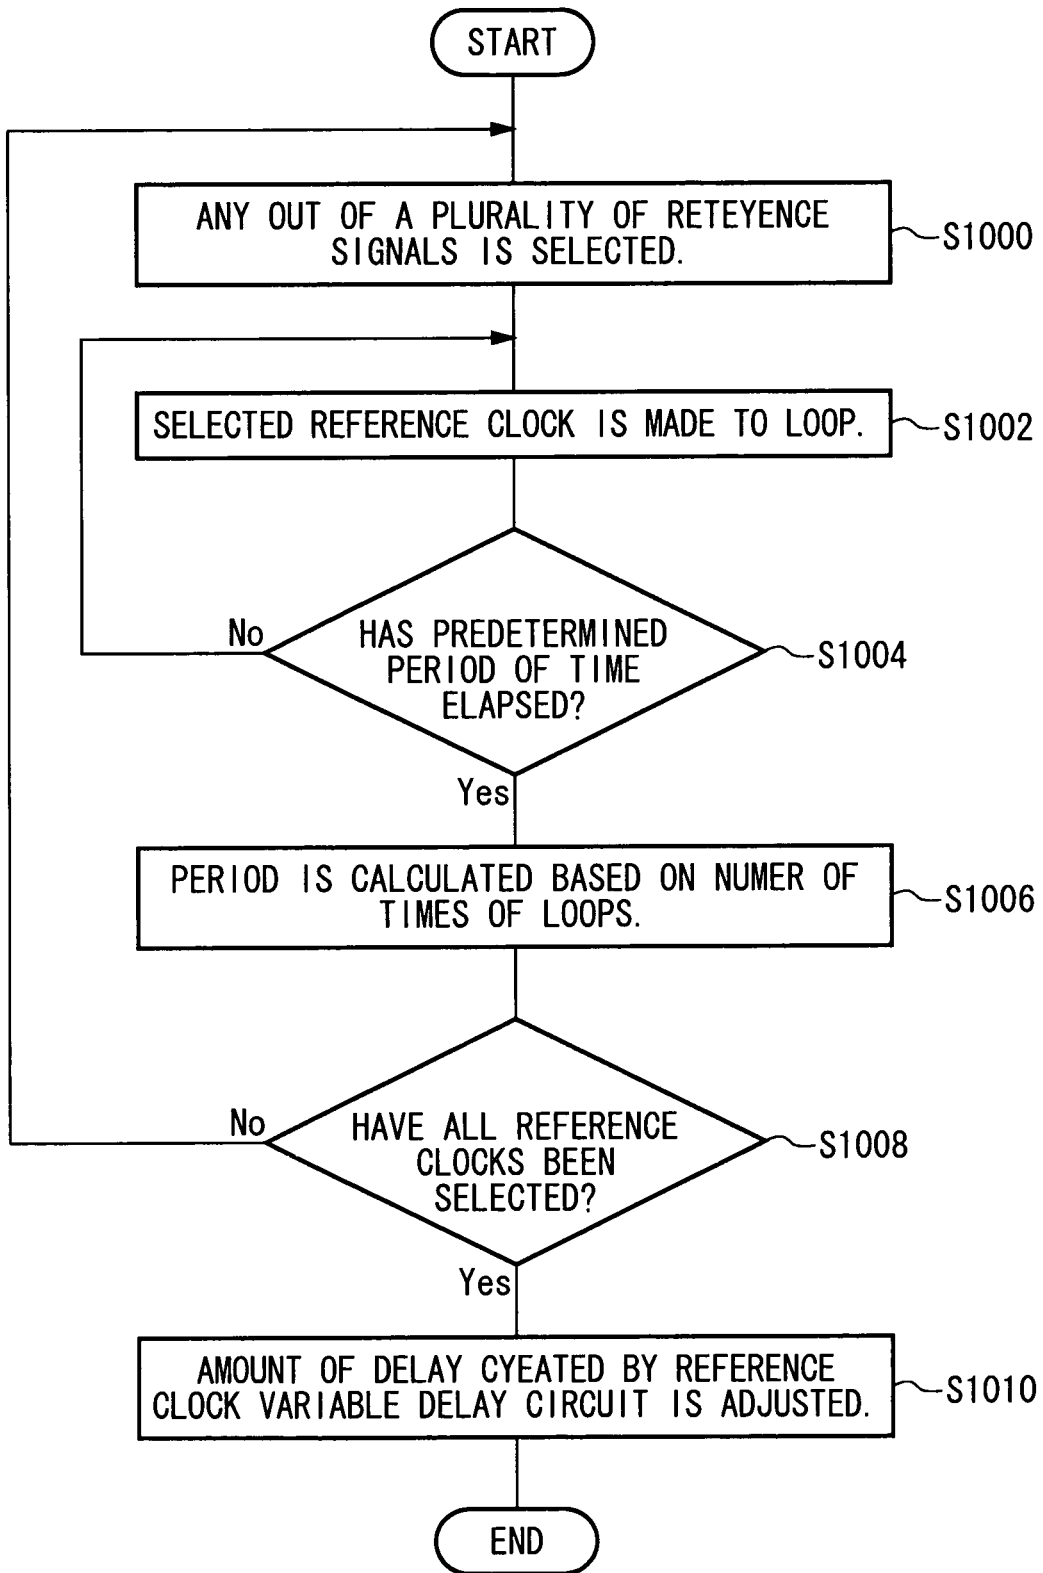 START
ANY OUT OF A PLURALITY OF RETEYENCE
SIGNALS IS SELECTED.
S1000
SELECTED REFERENCE CLOCK IS MADE TO LOOP.
S1002
No
HAS PREDETERMINED
PERIOD OF TIME
ELAPSED?
S1004
Yes
PERIOD IS CALCULATED BASED ON NUMER OF
TIMES OF LOOPS.
S1006
No
HAVE ALL REFERENCE
CLOCKS BEEN
SELECTED?
S1008
Yes
AMOUNT OF DELAY CYEATED BY REFERENCE
CLOCK VARIABLE DELAY CIRCUIT IS ADJUSTED.
S1010
END